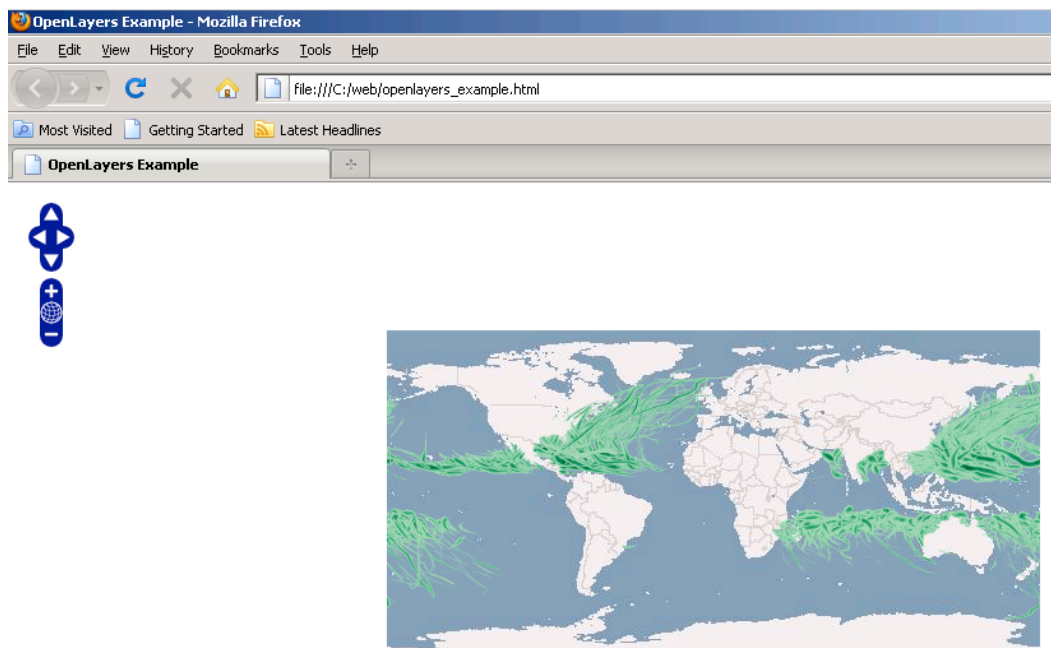 OpenLayers Example - Mozilla Firefox
File Edit View History Bookmarks Tools Help
file:///C:/web/openlayers_example.html
Most Visited Getting Started Latest Headlines
OpenLayers Example